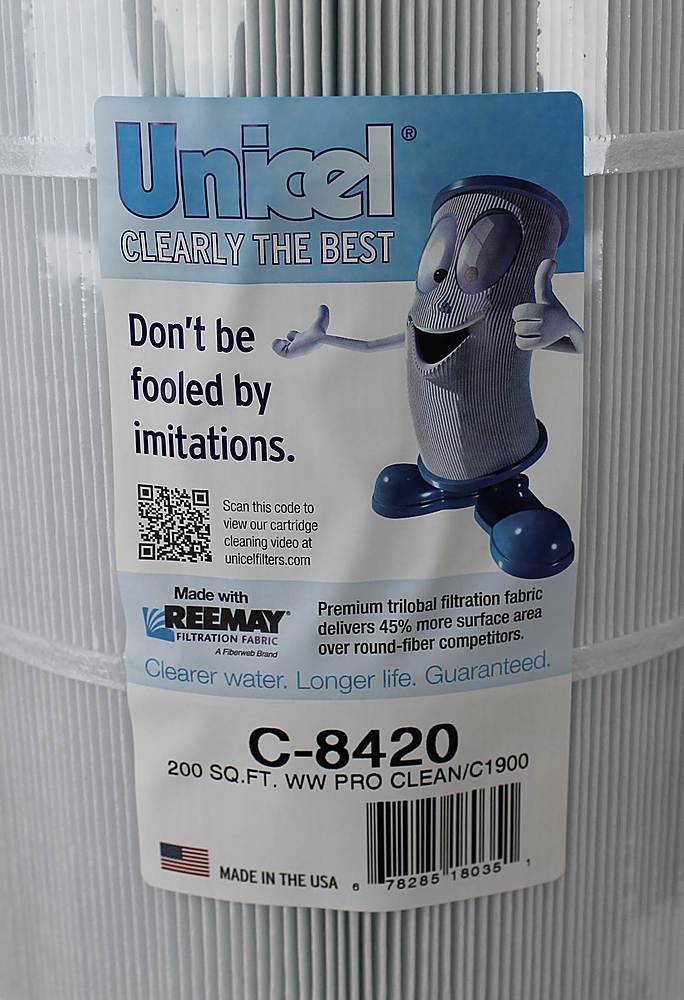 Unicel®
CLEARLY THE BEST
Don't be
fooled by
imitations.
Scan this code to
view our cartridge
cleaning video at
unicelfilters.com
Made with
REEMAY®
FILTRATION FABRIC
A Fiberweb Brand
Premium trilobal filtration fabric
delivers 45% more surface area
over round-fiber competitors.
Clearer water. Longer life. Guaranteed.
C-8420
200 SQ.FT. WW PRO CLEAN/C1900
MADE IN THE USA
6 78285 18035 1